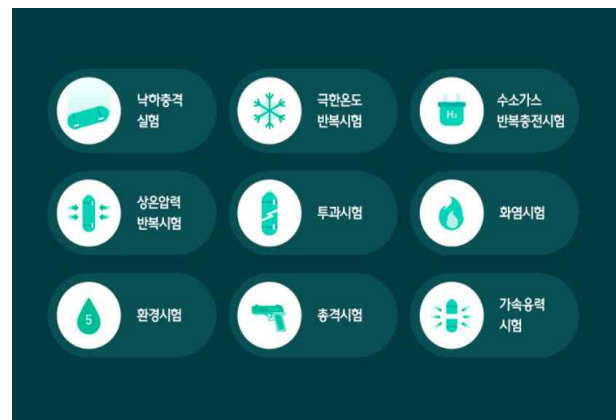 낙하충격
실험
극한온도
반복시험
H₂
수소가스
반복충전시험
상온압력
반복시험
투과시험
화염시험
5
환경시험
총격시험
가속응력
시험